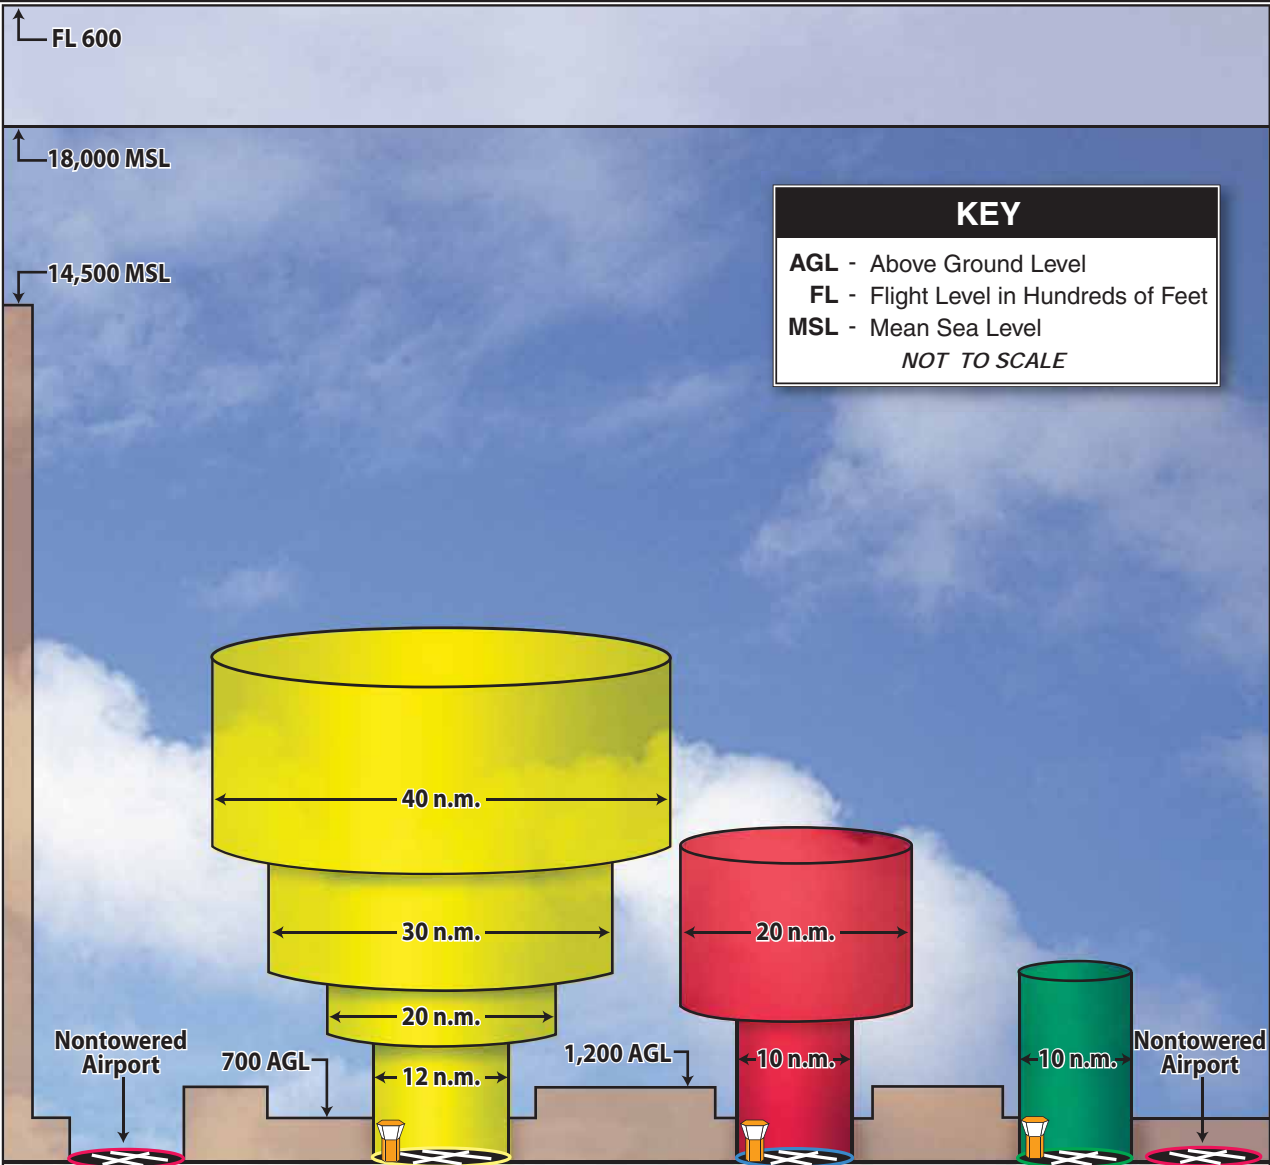 FL 600
18,000 MSL
14,500 MSL
KEY
AGL - Above Ground Level
FL - Flight Level in Hundreds of Feet
MSL - Mean Sea Level
NOT TO SCALE
40 n.m.
30 n.m.
20 n.m.
20 n.m.
Nontowered
Airport
700 AGL
12 n.m.
1,200 AGL
10 n.m.
10 n.m.
Nontowered
Airport